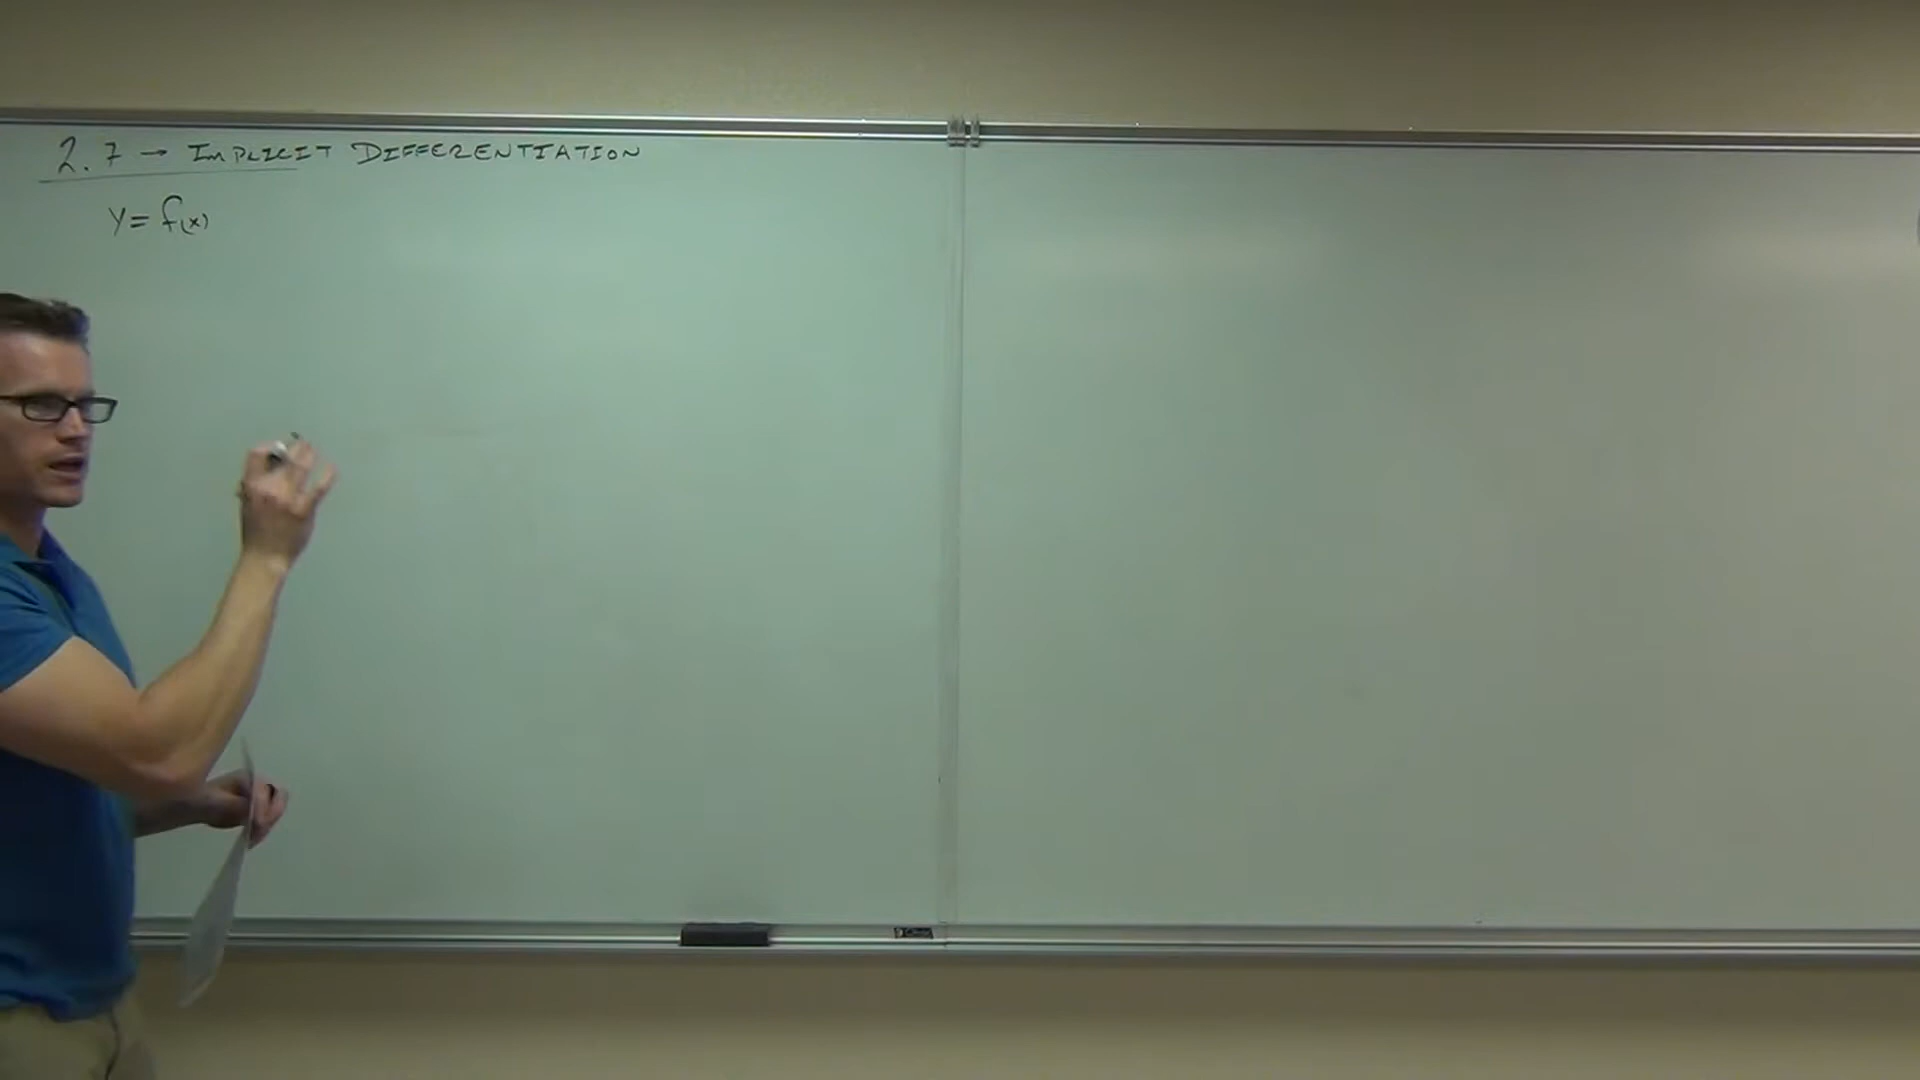 2.7 → IMPLICIT DIFFERENTIATION
y = f(x)